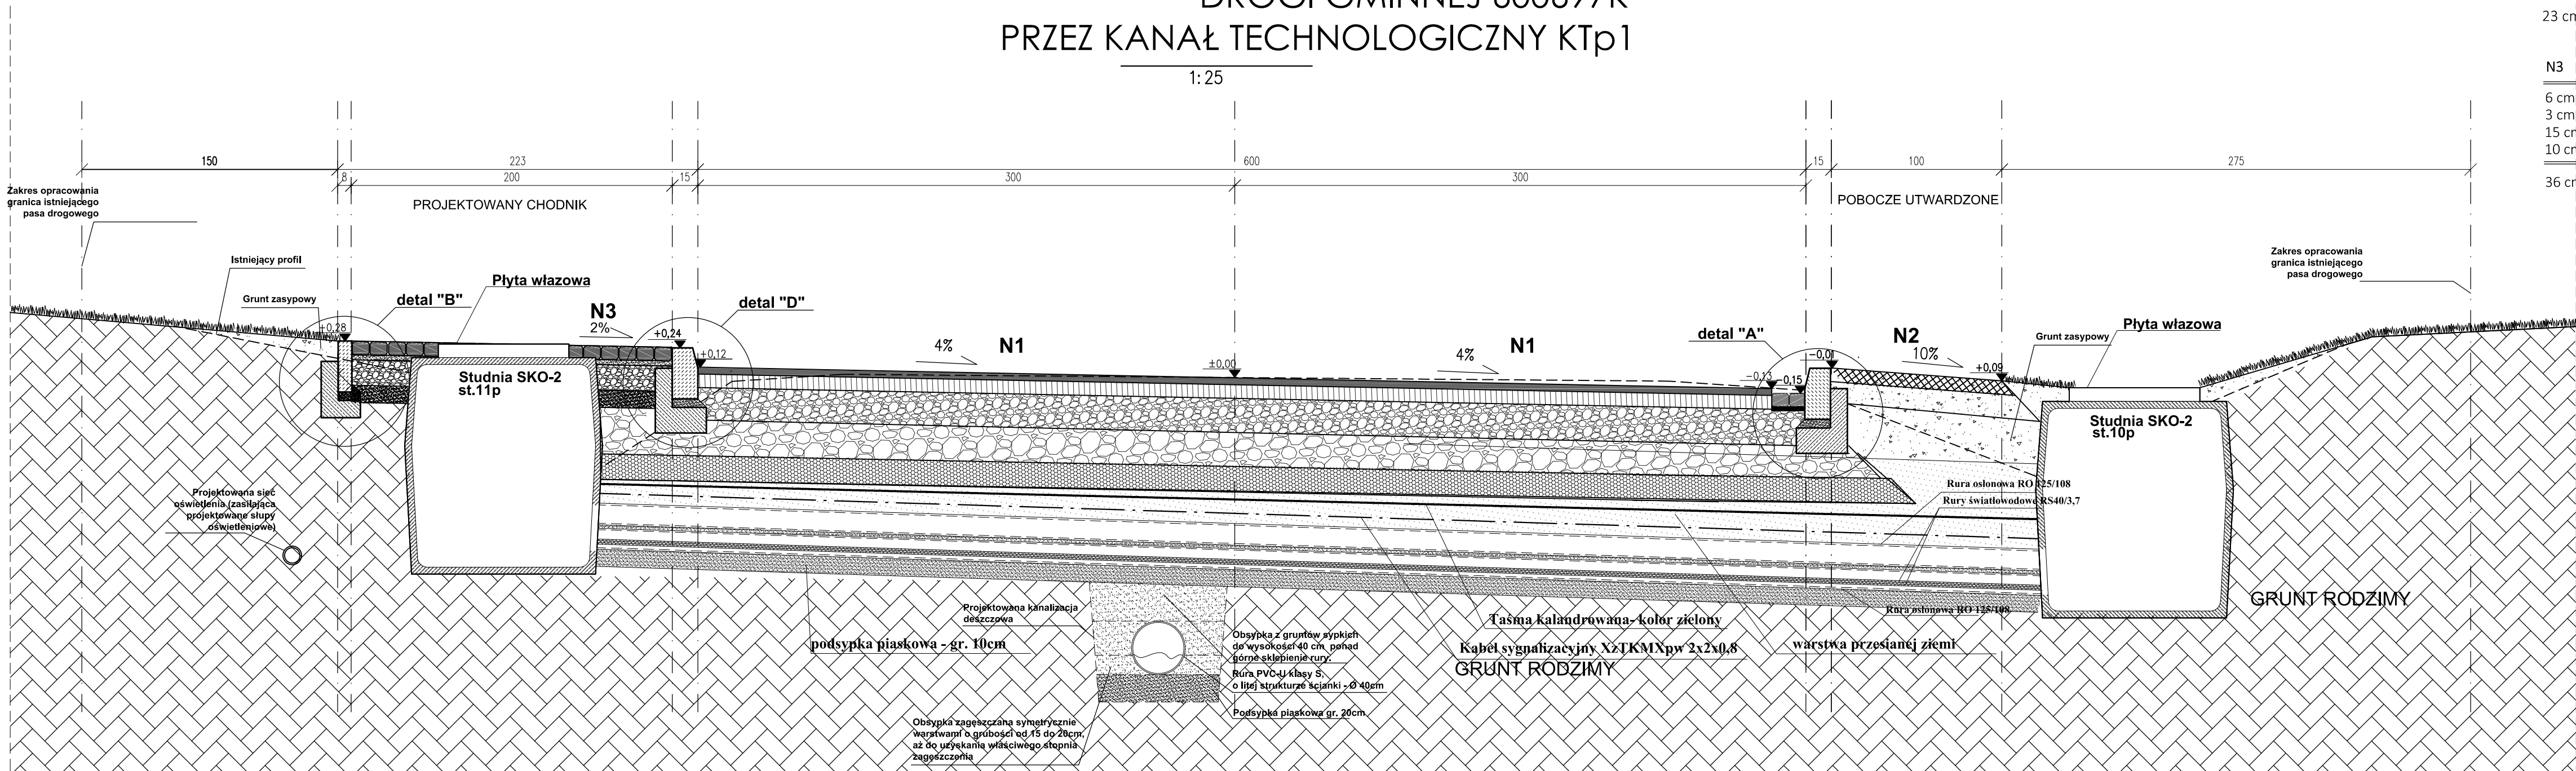 PRZEZ KANAŁ TECHNOLOGICZNY KTp1
1:25
23 cm
N3
6 cm
3 cm
15 cm
10 cm
36 cm
150
223
600
15
100
275
8
200
15
300
300
Zakres opracowania
granica istniejącego
pasa drogowego
PROJEKTOWANY CHODNIK
POBOCZE UTWARDZONE
Zakres opracowania
granica istniejącego
pasa drogowego
Istniejący profil
Grunt zasypowy
detal "B"
Płyta włazowa
N3
2%
detal "D"
+0,28
+0,24
+0,12
4%
N1
±0,00
4%
N1
detal "A"
-0,13
-0,15
-0,01
N2
10%
+0,09
Grunt zasypowy
Płyta włazowa
Studnia SKO-2
st.11p
Studnia SKO-2
st.10p
Projektowana sieć
oświetlenia (zasilająca
projektowane słupy
oświetleniowe)
Rura osłonowa RO 125/108
Rury światłowodowe RS40/3,7
Rura osłonowa RO 125/108
GRUNT RODZIMY
Projektowana kanalizacja
deszczowa
podsypka piaskowa - gr. 10cm
Obsypka z gruntów sypkich
do wysokości 40 cm ponad
górne sklepienie rury.
Rura PVC-U klasy S,
o litej strukturze ścianki - Ø 40cm
Podsypka piaskowa gr. 20cm
Taśma kalandrowana- kolor zielony
Kabel sygnalizacyjny XzTKMXpw 2x2x0,8
warstwa przesianej ziemi
GRUNT RODZIMY
Obsypka zagęszczana symetrycznie
warstwami o grubości od 15 do 20cm,
aż do uzyskania właściwego stopnia
zagęszczenia